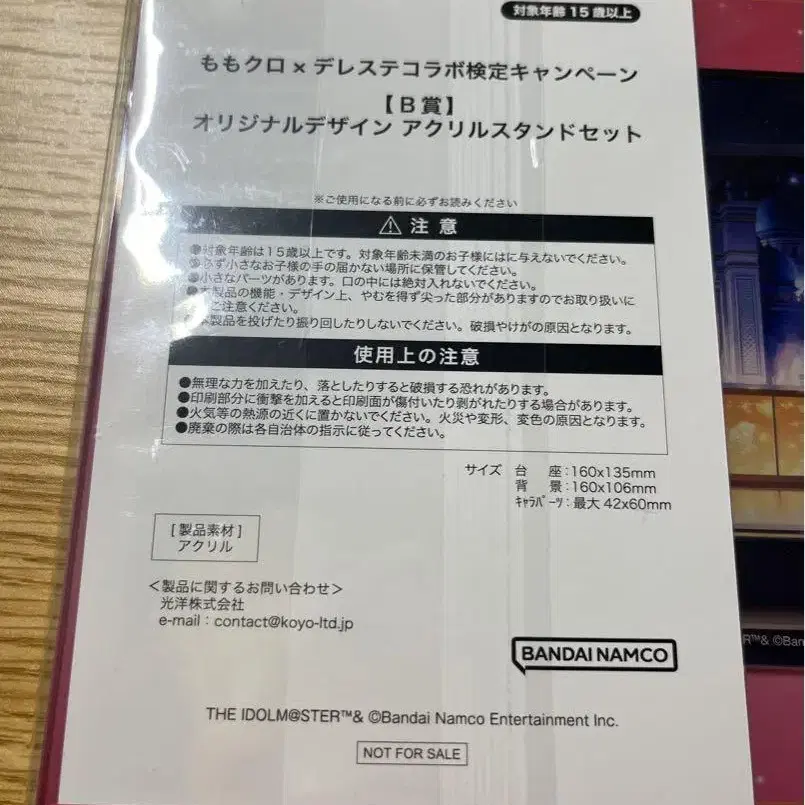 対象年齢15歳以上
ももクロ×デレステコラボ検定キャンペーン
【B賞】
オリジナルデザイン アクリルスタンドセット
※ご使用になる前に必ずお読みください
⚠注意
●対象年齢は15歳以上です。対象年齢未満のお子様にはに与えないでください。
●必ず小さなお子様の手の届かない場所に保管してください。
●小さなパーツがあります。口の中には絶対入れないでください。
●本製品の機能・デザイン上、やむを得ず尖った部分がありますのでお取り扱いに
ご注意ください。
●本製品を投げたり振り回したりしないでください。破損やけがの原因となります。
使用上の注意
●無理な力を加えたり、落としたりすると破損する恐れがあります。
●印刷部分に衝撃を加えると印刷面が傷付いたり剥がれたりする場合があります。
●火気等の熱源の近くに置かないでください。火災や変形、変色の原因となります。
●廃棄の際は各自治体の指示に従ってください。
サイズ 台 座:160x135mm
背 景:160x106mm
ｷｬﾗﾊﾟｰﾂ:最大 42x60mm
[製品素材]
アクリル
<製品に関するお問い合わせ>
光洋株式会社
e-mail:contact@koyo-ltd.jp
BANDAI NAMCO
THE IDOLM@STER™& ©Bandai Namco Entertainment Inc.
NOT FOR SALE
R™& ©Ban